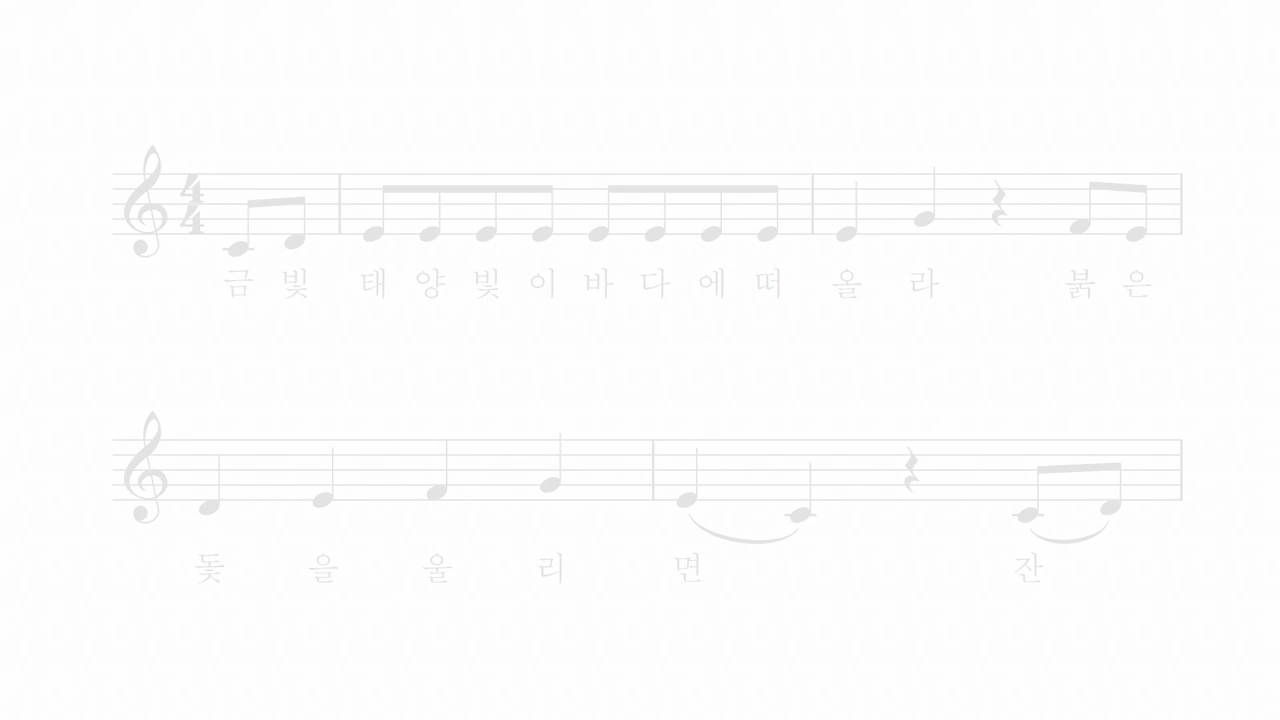 금 빛 태 양 빛 이 바 다 에 떠 올 라 붉 은
돛 을 울 리 면 잔